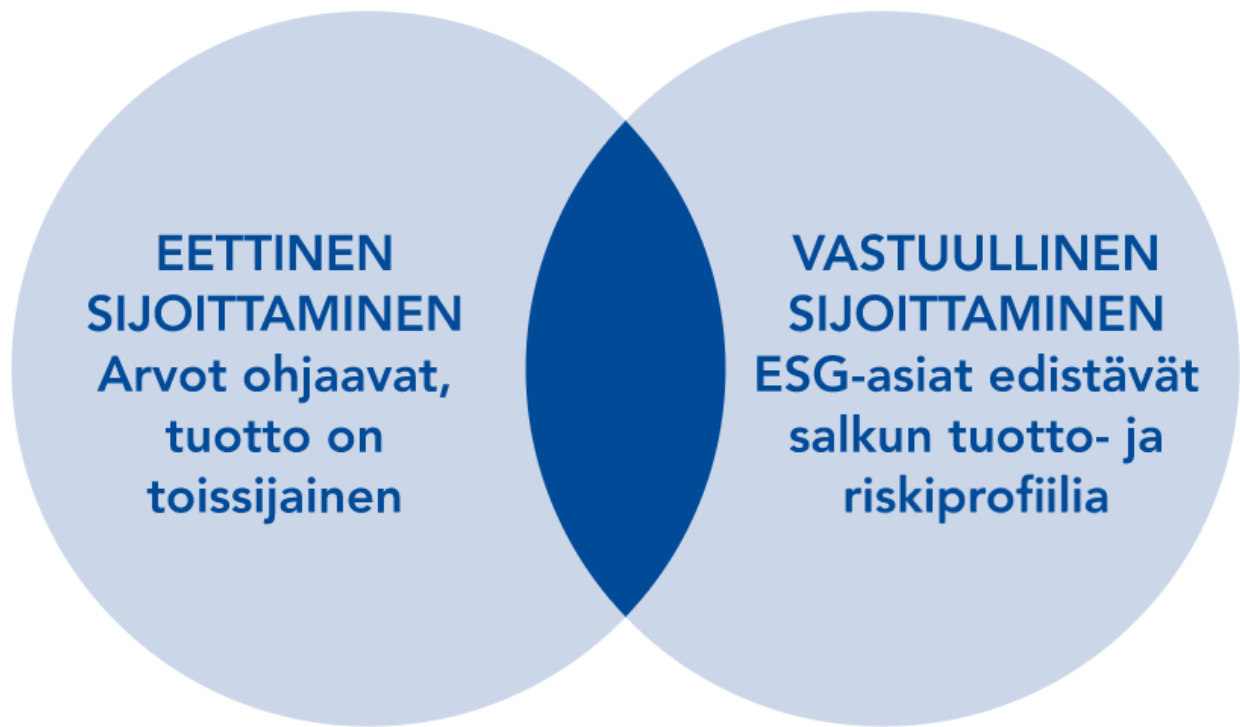 EETTINEN
SIJOITTAMINEN
Arvot ohjaavat,
tuotto on
toissijainen
VASTUULLINEN
SIJOITTAMINEN
ESG-asiat edistävät
salkun tuotto- ja
riskiprofiilia